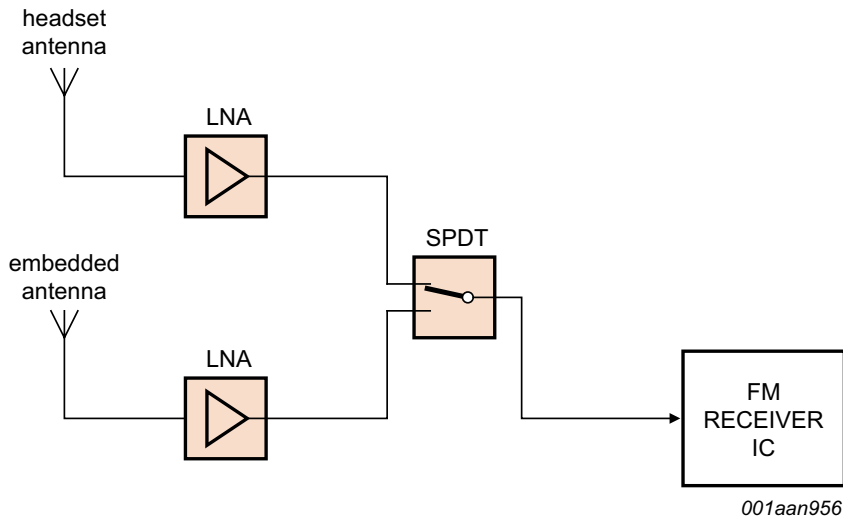 headset
antenna
LNA
SPDT
embedded
antenna
LNA
FM
RECEIVER
IC
001aan956